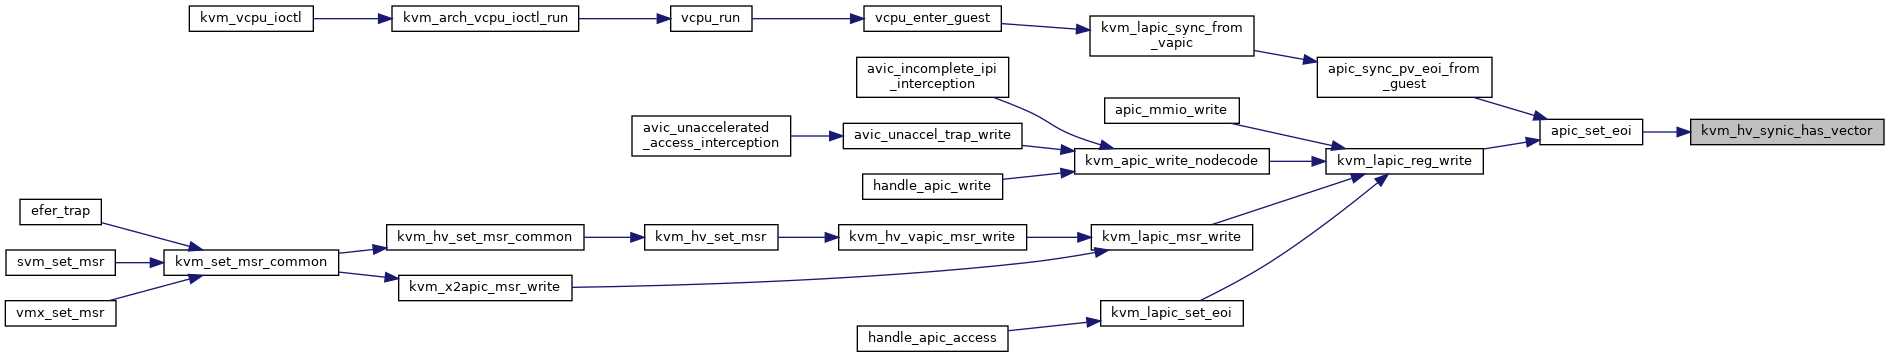 kvm_vcpu_ioctl
kvm_arch_vcpu_ioctl_run
vcpu_run
vcpu_enter_guest
kvm_lapic_sync_from
_vapic
avic_incomplete_ipi
_interception
apic_sync_pv_eoi_from
_guest
apic_mmio_write
avic_unaccelerated
_access_interception
avic_unaccel_trap_write
apic_set_eoi
kvm_hv_synic_has_vector
kvm_apic_write_nodecode
kvm_lapic_reg_write
handle_apic_write
efer_trap
kvm_hv_set_msr_common
kvm_hv_set_msr
kvm_hv_vapic_msr_write
kvm_lapic_msr_write
svm_set_msr
kvm_set_msr_common
kvm_x2apic_msr_write
vmx_set_msr
kvm_lapic_set_eoi
handle_apic_access